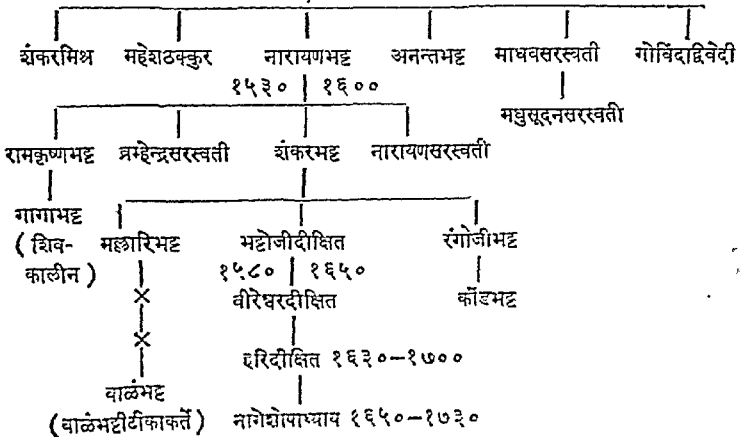 शंकरमिश्र महेशठक्कुर नारायणभट्ट अनन्तभट्ट माधवसरस्वती गोविंदाद्विवेदी
१५३० १६००
मधुसूदनसरस्वती
रामकृष्णभट्ट ब्रम्हेन्द्रसरस्वती शंकरभट्ट नारायणसरस्वती
गागाभट्ट
(शिव- मल्लारिभट्ट भट्टोजीदीक्षित रंगोजीभट्ट
कालीन) १५८० १६५०
वीरेश्वरदीक्षित कोंडभट्ट
हरिदीक्षित १६३०–१७००
वाळंभट्ट
(वाळंभट्टीटीकाकर्ते) नागेशोपाध्याय १६५०–१७३०